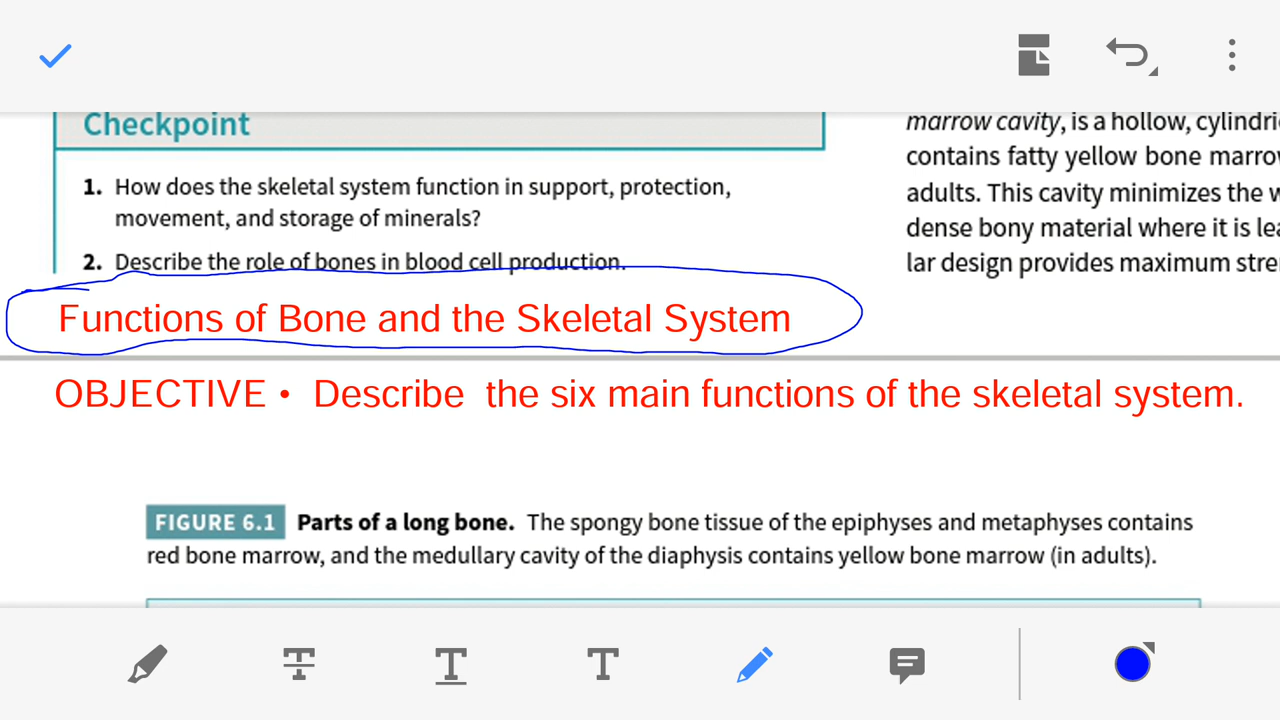 Checkpoint
1. How does the skeletal system function in support, protection,
movement, and storage of minerals?
2. Describe the role of bones in blood cell production.
marrow cavity, is a hollow, cylindri
contains fatty yellow bone marrow
adults. This cavity minimizes the w
dense bony material where it is lea
lar design provides maximum stren
Functions of Bone and the Skeletal System
OBJECTIVE • Describe the six main functions of the skeletal system.
FIGURE 6.1 Parts of a long bone. The spongy bone tissue of the epiphyses and metaphyses contains
red bone marrow, and the medullary cavity of the diaphysis contains yellow bone marrow (in adults).